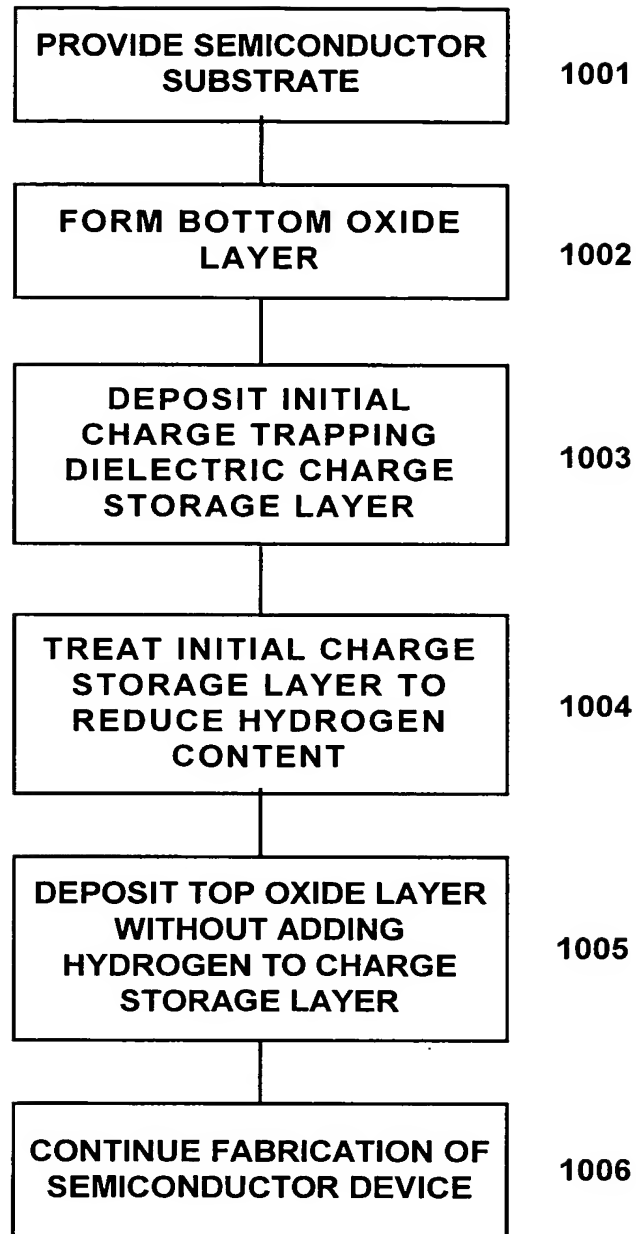 PROVIDE SEMICONDUCTOR
SUBSTRATE
1001
FORM BOTTOM OXIDE
LAYER
1002
DEPOSIT INITIAL
CHARGE TRAPPING
DIELECTRIC CHARGE
STORAGE LAYER
1003
TREAT INITIAL CHARGE
STORAGE LAYER TO
REDUCE HYDROGEN
CONTENT
1004
DEPOSIT TOP OXIDE LAYER
WITHOUT ADDING
HYDROGEN TO CHARGE
STORAGE LAYER
1005
CONTINUE FABRICATION OF
SEMICONDUCTOR DEVICE
1006